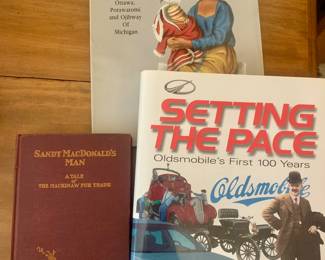 Ottawa,
Potawatomi and
Ojibway Of
Michigan
SETTING
THE PACE
Oldsmobile's First 100 Years
Oldsmobile
SANDY MACDONALD'S
MAN
A TALE
OF
THE MACKINAW FUR TRADE